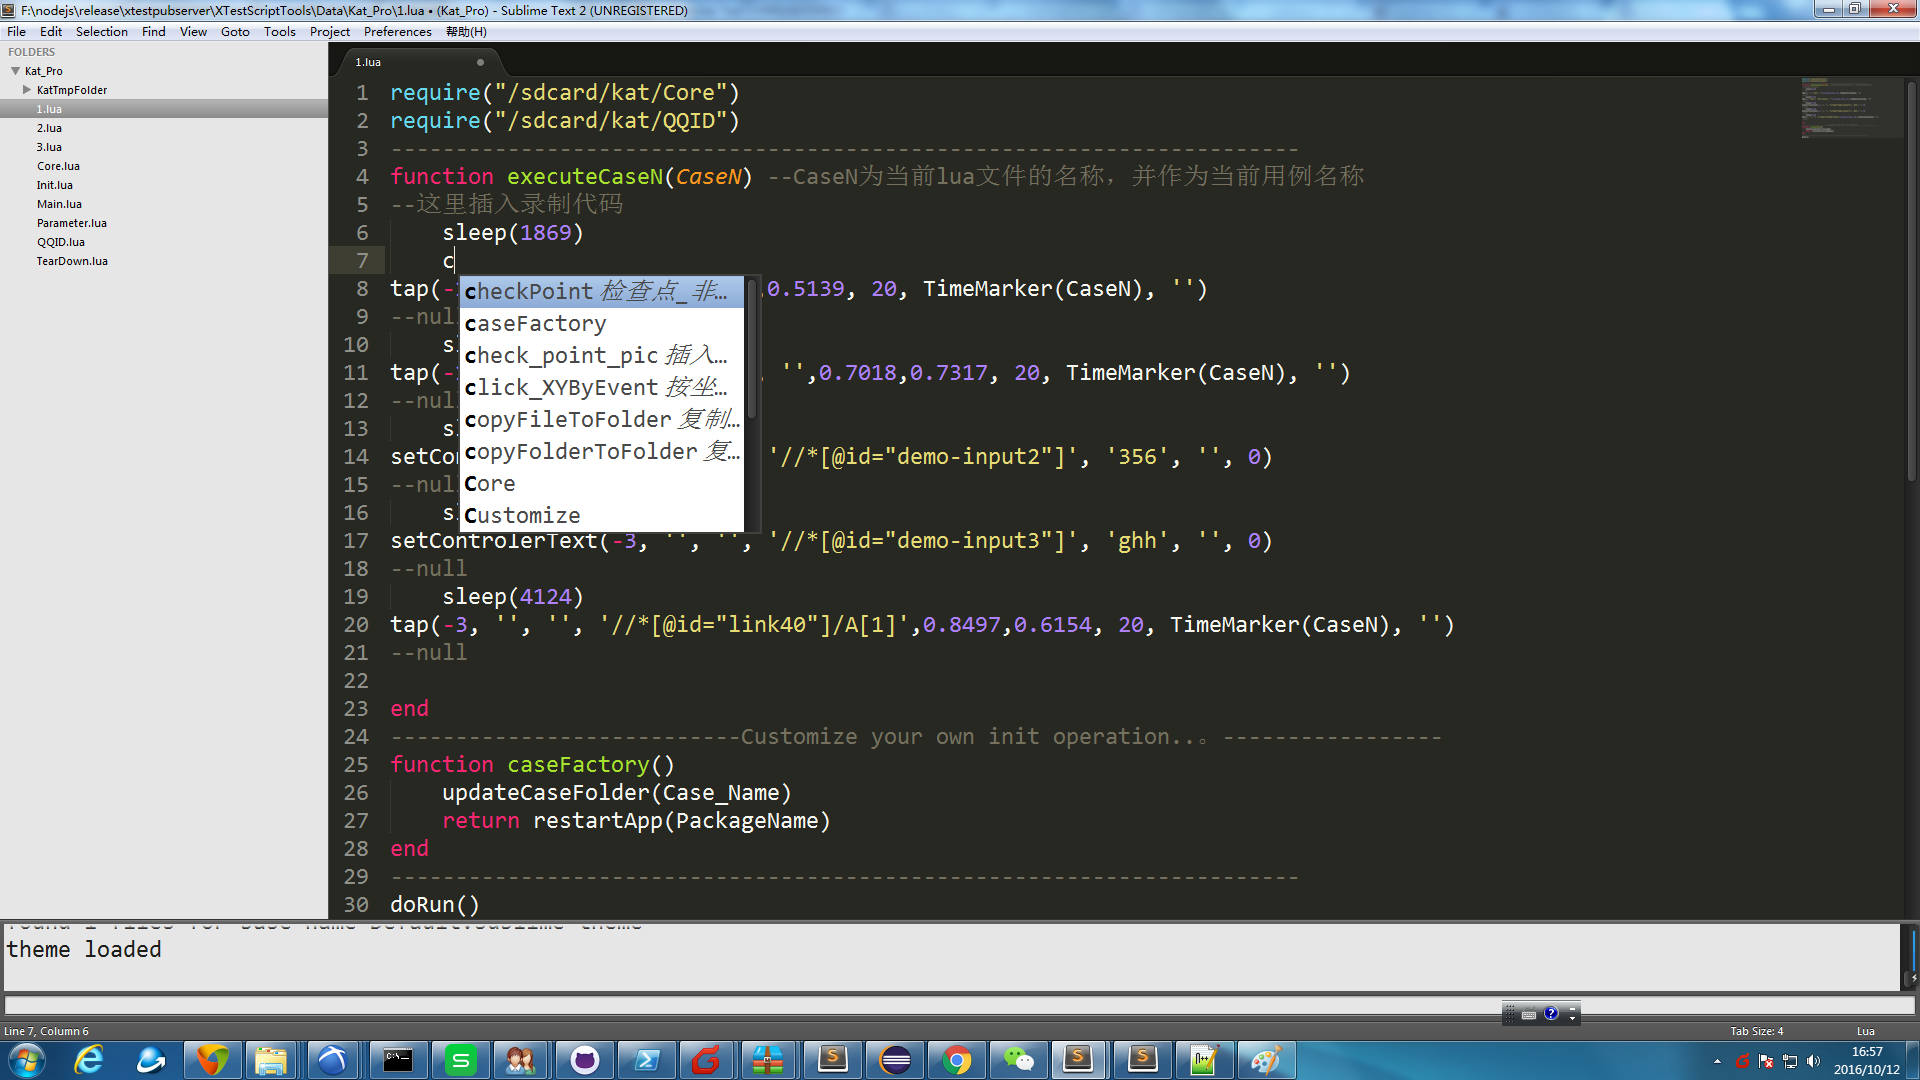 F:\nodejs\release\xtestpubserver\XTestScriptTools\Data\Kat_Pro\1.lua • (Kat_Pro) - Sublime Text 2 (UNREGISTERED)
File Edit Selection Find View Goto Tools Project Preferences 帮助(H)
FOLDERS
Kat_Pro
KatTmpFolder
1.lua
2.lua
3.lua
Core.lua
Init.lua
Main.lua
Parameter.lua
QQID.lua
TearDown.lua
1.lua
1 require("/sdcard/kat/Core")
2 require("/sdcard/kat/QQID")
3 ----------------------------------------------------------------------
4 function executeCaseN(CaseN) --CaseN为当前lua文件的名称，并作为当前用例名称
5 --这里插入录制代码
6 sleep(1869)
7 c
8 tap(- ,0.5139, 20, TimeMarker(CaseN), '')
9 --nul
10 s
11 tap(- , '',0.7018,0.7317, 20, TimeMarker(CaseN), '')
12 --nul
13 s
14 setCo '//*[@id="demo-input2"]', '356', '', 0)
15 --nul
16 s
17 setControlerText(-3, '', '', '//*[@id="demo-input3"]', 'ghh', '', 0)
18 --null
19 sleep(4124)
20 tap(-3, '', '', '//*[@id="link40"]/A[1]',0.8497,0.6154, 20, TimeMarker(CaseN), '')
21 --null
22
23 end
24 ---------------------------Customize your own init operation..。-----------------
25 function caseFactory()
26 updateCaseFolder(Case_Name)
27 return restartApp(PackageName)
28 end
29 ----------------------------------------------------------------------
30 doRun()
checkPoint 检查点_非…
caseFactory
check_point_pic 插入…
click_XYByEvent 按坐…
copyFileToFolder 复制…
copyFolderToFolder 复…
Core
Customize
theme loaded
Line 7, Column 6
Tab Size: 4
Lua
16:57
2016/10/12